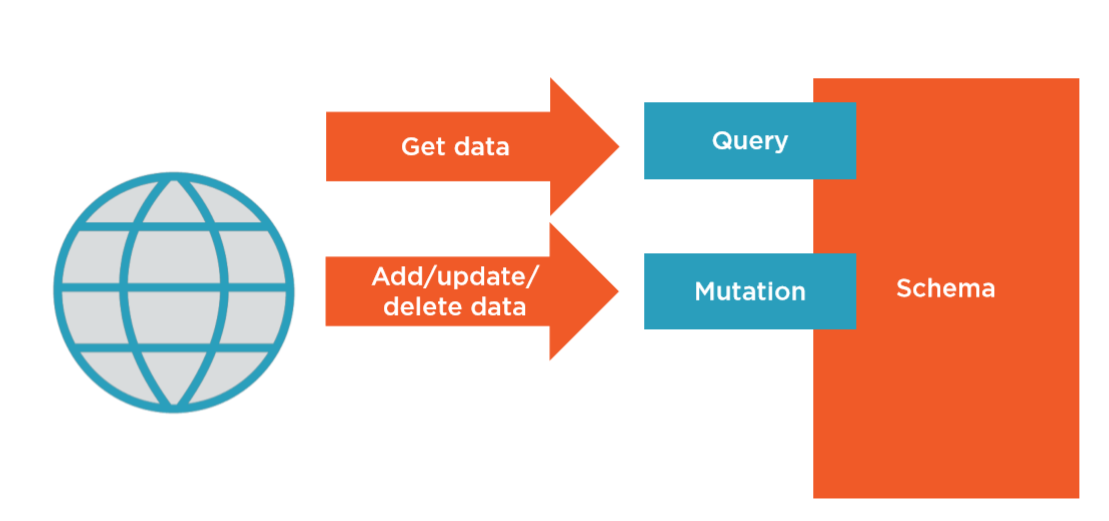 Get data
Query
Add/update/
delete data
Mutation
Schema